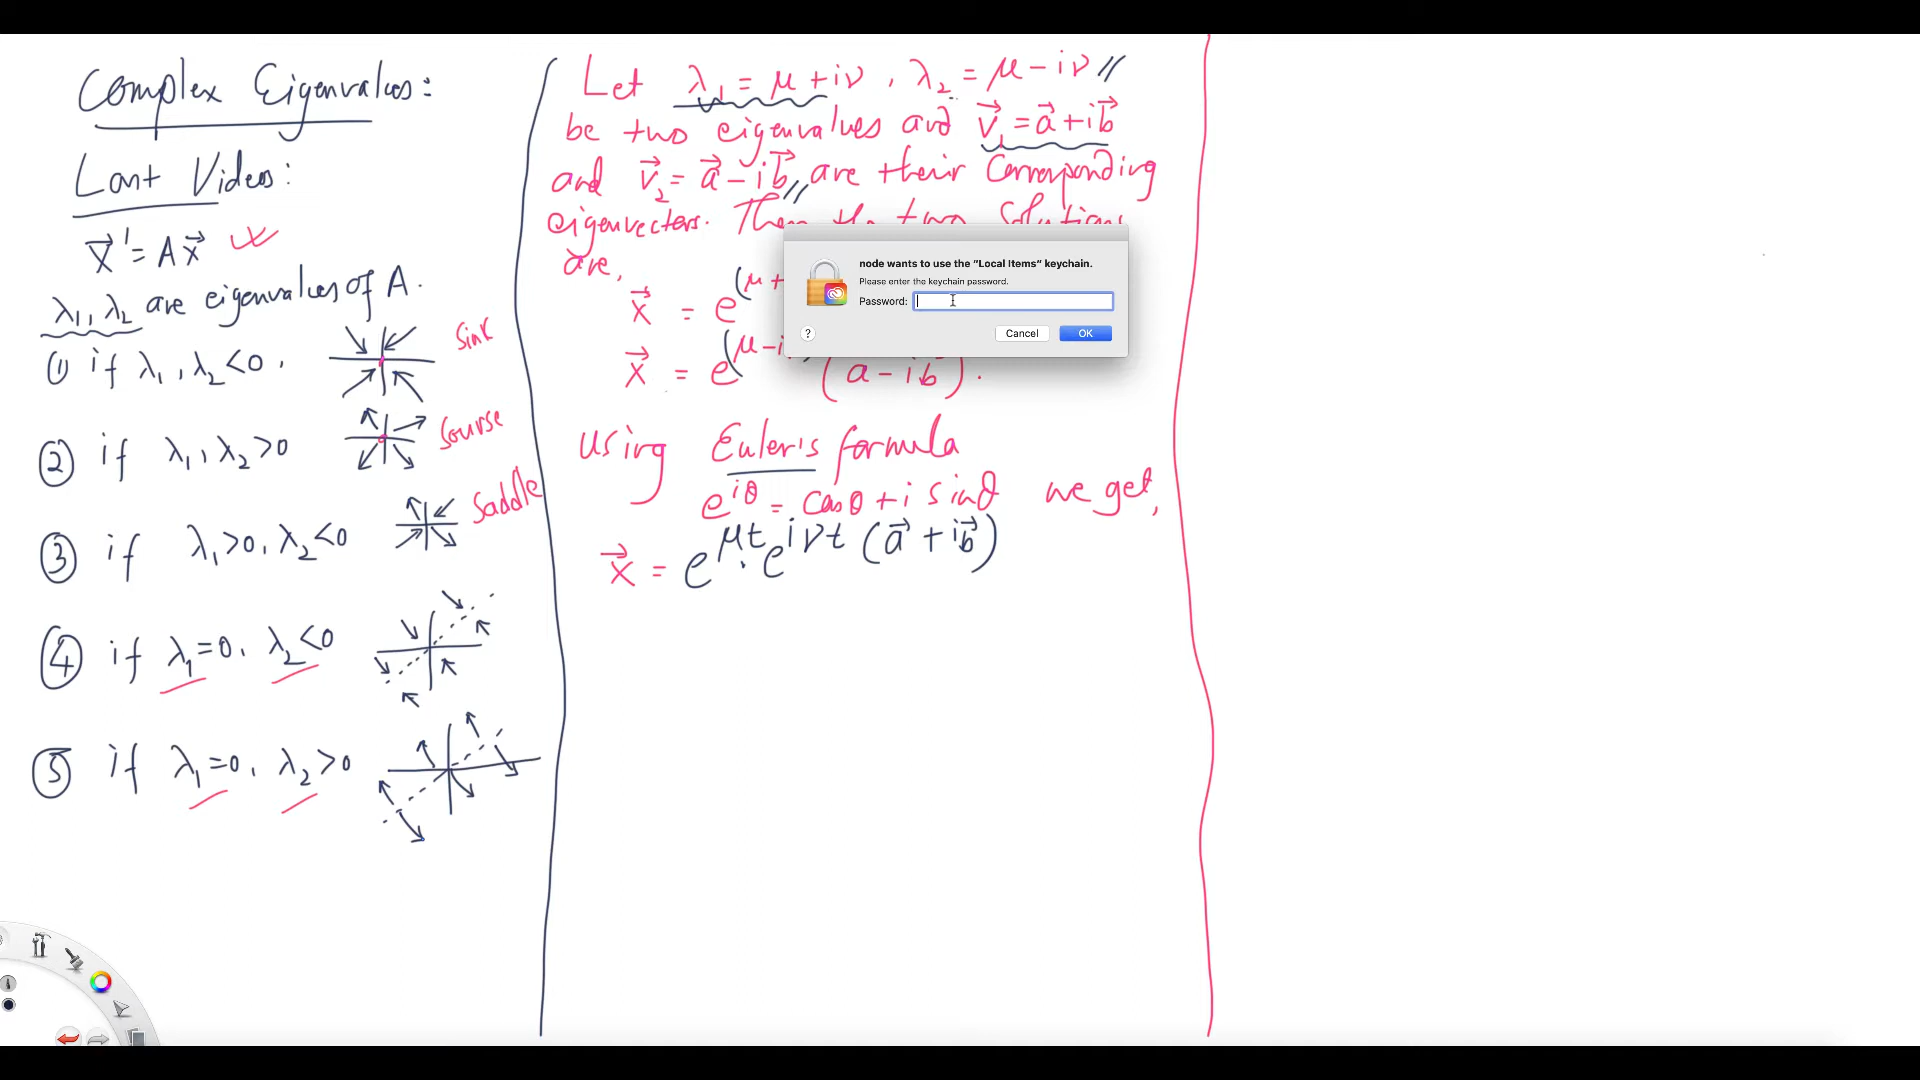 Complex Eigenvalues:
Last Video:
x⃗' = Ax⃗
λ₁, λ₂ are eigenvalues of A.
① if λ₁, λ₂ <0, Sink
② if λ₁, λ₂ >0 Sourse
③ if λ₁>0, λ₂<0 Saddle
④ if λ₁=0, λ₂<0
⑤ if λ₁=0, λ₂>0
Let λ₁ = μ+iν, λ₂ = μ-iν
be two eigenvalues and v⃗₁ = a⃗+ib⃗
and v⃗₂ = a⃗-ib⃗ are their Corresponding
eigenvectors. Then the two Solutions
are,
x⃗ = e^(μ+
x⃗ = e^(μ-i (a-ib).
node wants to use the “Local Items” keychain.
Please enter the keychain password.
Password:
? Cancel OK
using Euler's formula
e^iθ = cosθ + i sinθ we get,
x⃗ = e^μt . e^iνt (a⃗ + ib⃗)